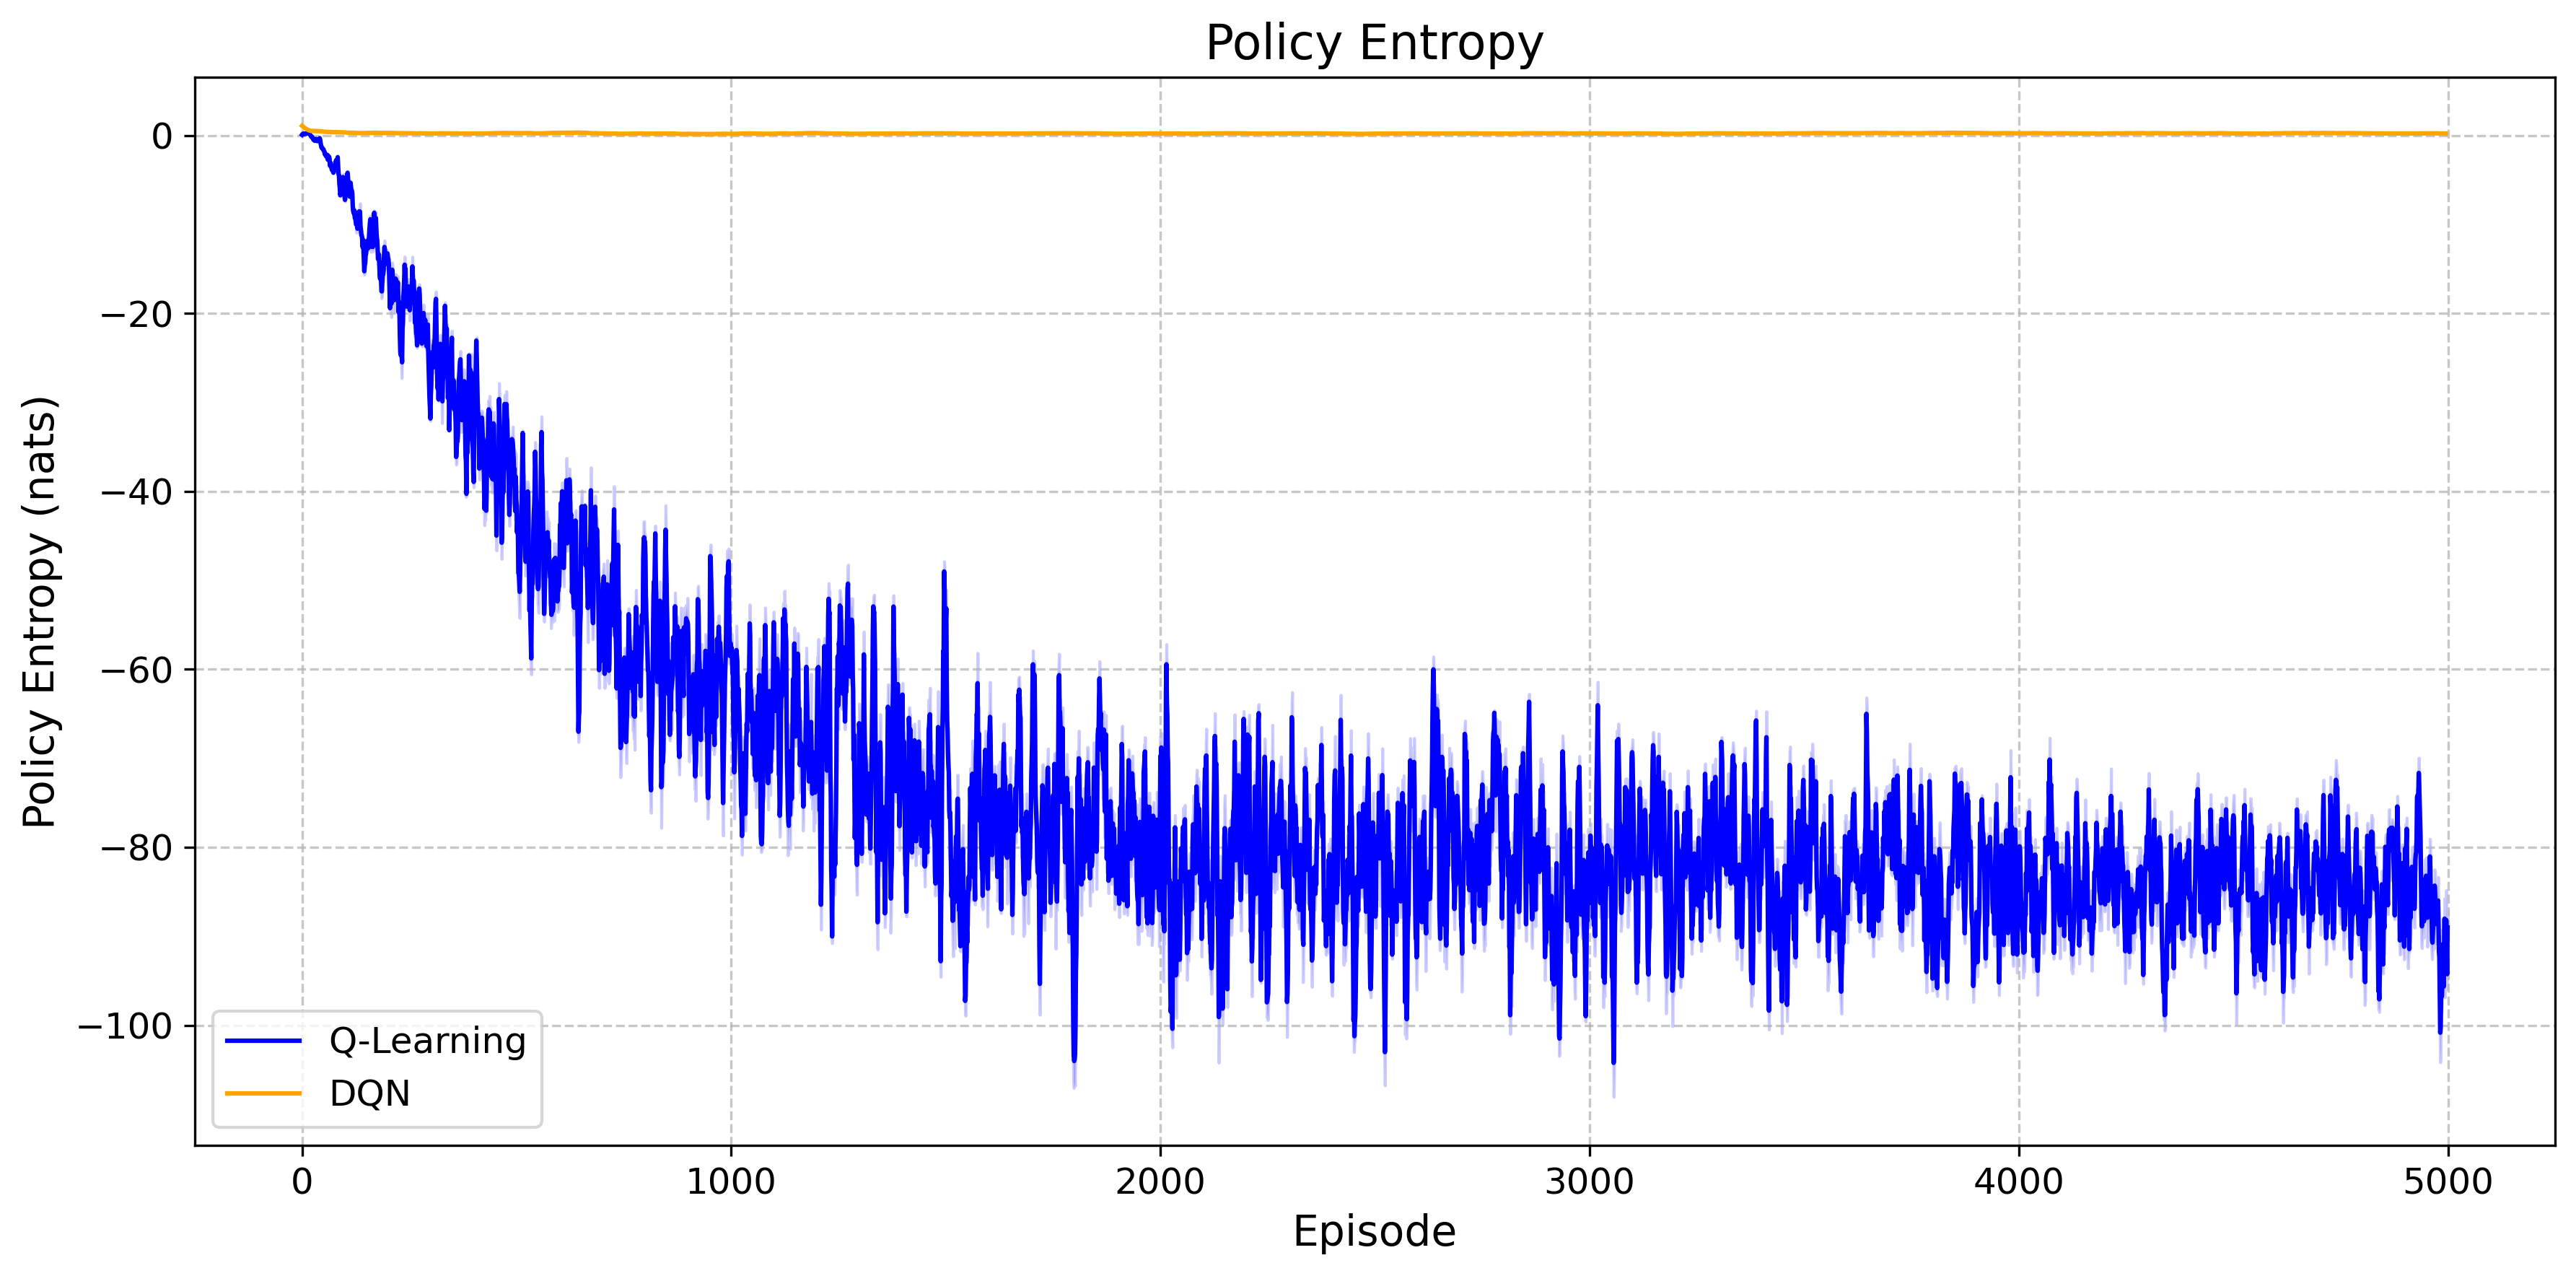 Policy Entropy
Policy Entropy (nats)
0
−20
−40
−60
−80
−100
Q-Learning
DQN
0
1000
2000
3000
4000
5000
Episode